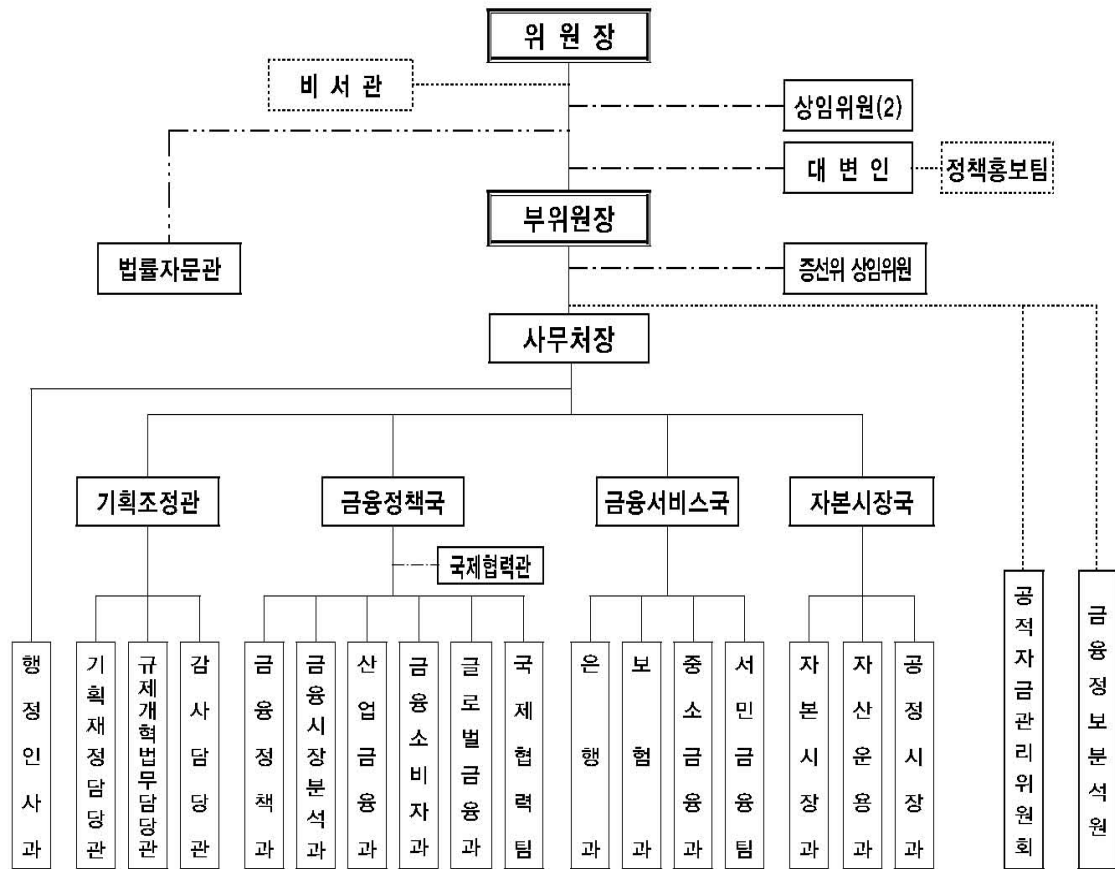 위 원 장
비 서 관
상임위원(2)
대 변 인
정책홍보팀
부위원장
법률자문관
증선위 상임위원
사무처장
기획조정관
금융정책국
금융서비스국
자본시장국
국제협력관
행정인사과
기획재정담당관
규제개혁법무담당관
감사담당관
금융정책과
금융시장분석과
산업금융과
금융소비자과
글로벌금융과
국제협력팀
은행과
보험과
중소금융과
서민금융팀
자본시장과
자산운용과
공정시장과
공적자금관리위원회
금융정보분석원